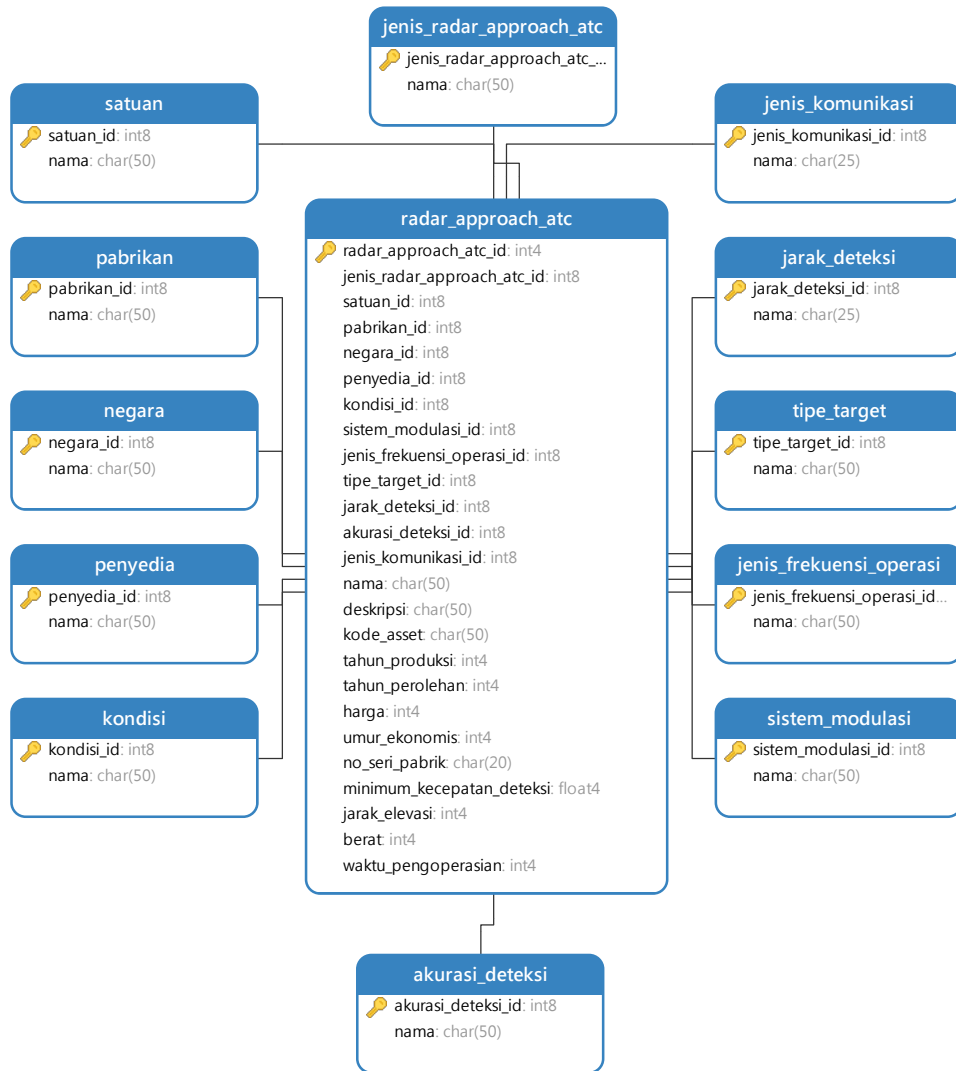 jenis_radar_approach_atc
jenis_radar_approach_atc_...
nama: char(50)
satuan
satuan_id: int8
nama: char(50)
jenis_komunikasi
jenis_komunikasi_id: int8
nama: char(25)
radar_approach_atc
radar_approach_atc_id: int4
jenis_radar_approach_atc_id: int8
satuan_id: int8
pabrikan_id: int8
negara_id: int8
penyedia_id: int8
kondisi_id: int8
sistem_modulasi_id: int8
jenis_frekuensi_operasi_id: int8
tipe_target_id: int8
jarak_deteksi_id: int8
akurasi_deteksi_id: int8
jenis_komunikasi_id: int8
nama: char(50)
deskripsi: char(50)
kode_asset: char(50)
tahun_produksi: int4
tahun_perolehan: int4
harga: int4
umur_ekonomis: int4
no_seri_pabrik: char(20)
minimum_kecepatan_deteksi: float4
jarak_elevasi: int4
berat: int4
waktu_pengoperasian: int4
pabrikan
pabrikan_id: int8
nama: char(50)
jarak_deteksi
jarak_deteksi_id: int8
nama: char(25)
negara
negara_id: int8
nama: char(50)
tipe_target
tipe_target_id: int8
nama: char(50)
penyedia
penyedia_id: int8
nama: char(50)
jenis_frekuensi_operasi
jenis_frekuensi_operasi_id...
nama: char(50)
kondisi
kondisi_id: int8
nama: char(50)
sistem_modulasi
sistem_modulasi_id: int8
nama: char(50)
akurasi_deteksi
akurasi_deteksi_id: int8
nama: char(50)